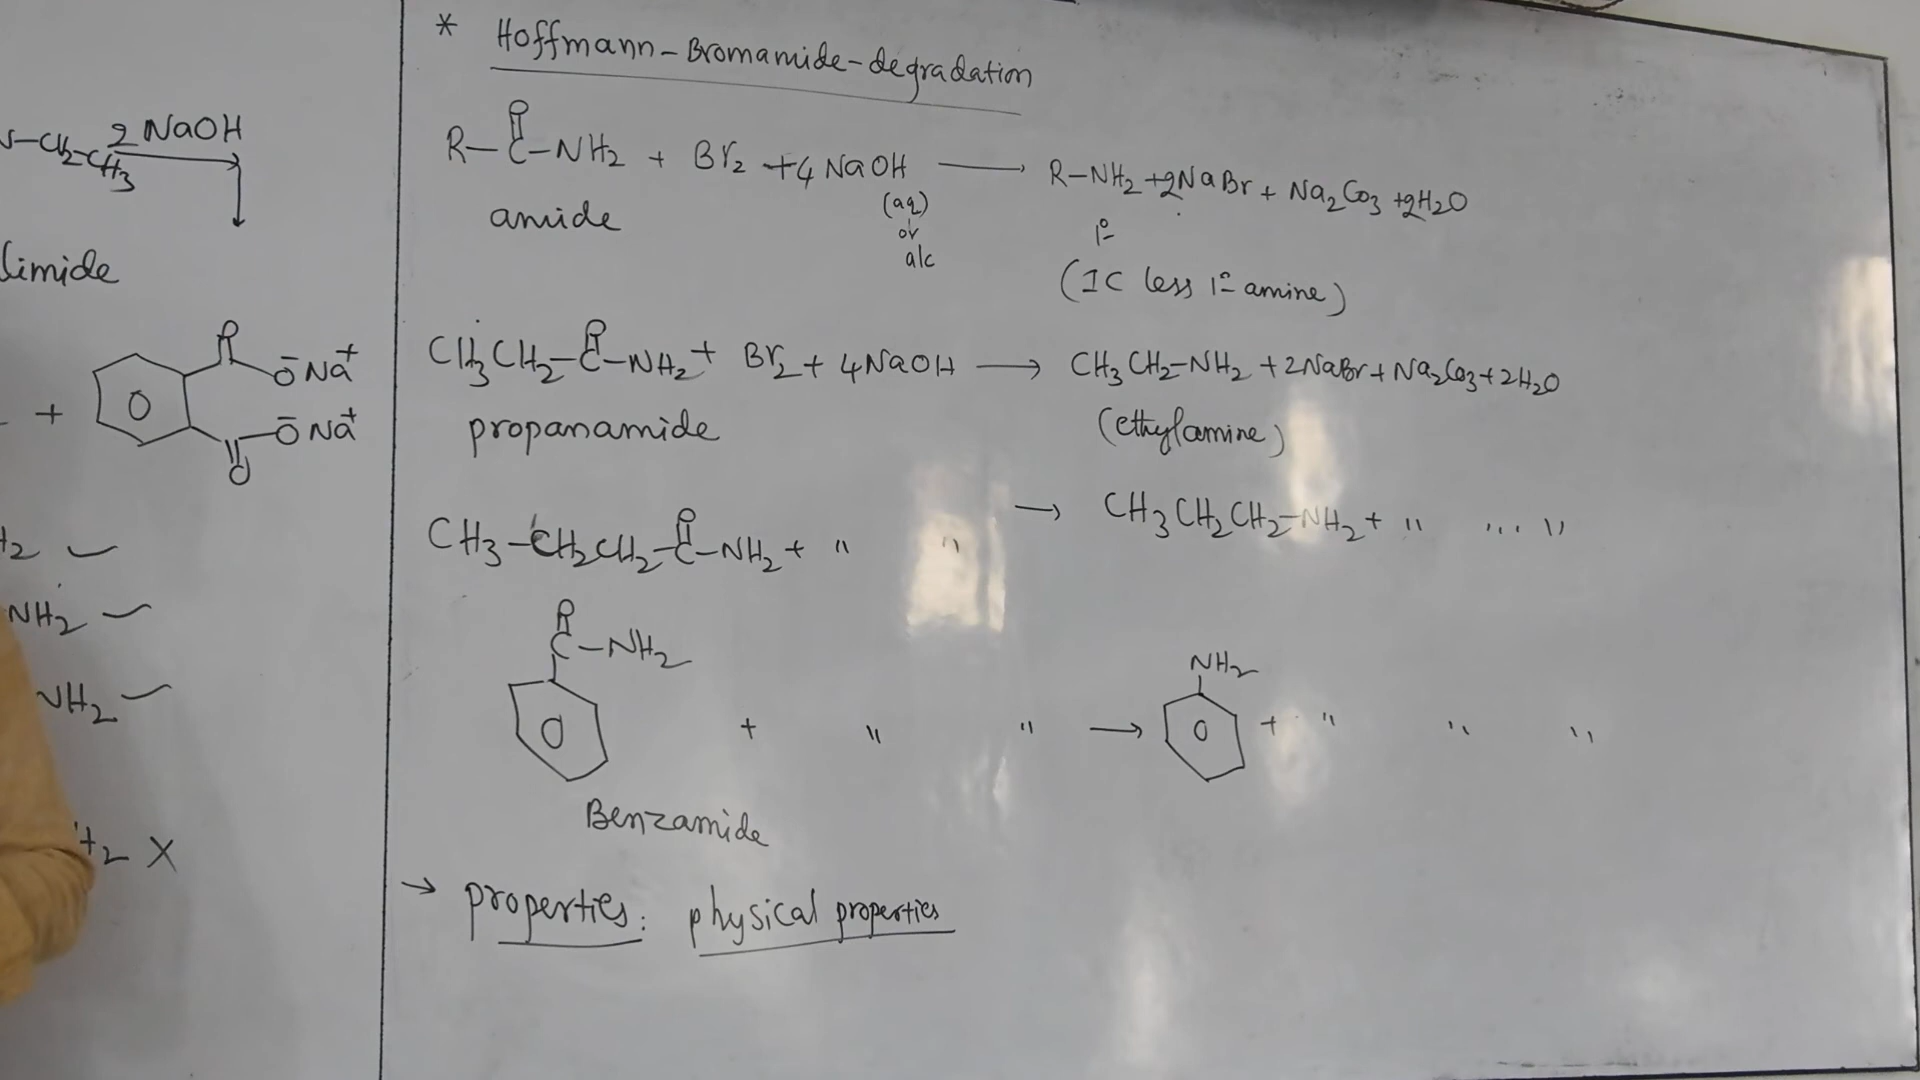 2 NaOH
-CH2-CH3
limide
O
ŌNa+
+ O ŌNa+
O
NH2
NH2
X
* Hoffmann-Bromamide-degradation
O
R-C-NH2 + Br2 + 4 NaOH → R-NH2 + 2NaBr + Na2CO3 + 2H2O
amide (aq) 1°
or
alc (1C less 1° amine)
O
CH3CH2-C-NH2 + Br2 + 4NaOH → CH3CH2-NH2 + 2NaBr + Na2CO3 + 2H2O
propanamide (ethylamine)
O
CH3-CH2CH2-C-NH2 + " " → CH3CH2CH2-NH2 + " ... "
O
C-NH2 NH2
O + " " → O + " " "
Benzamide
→ properties: physical properties